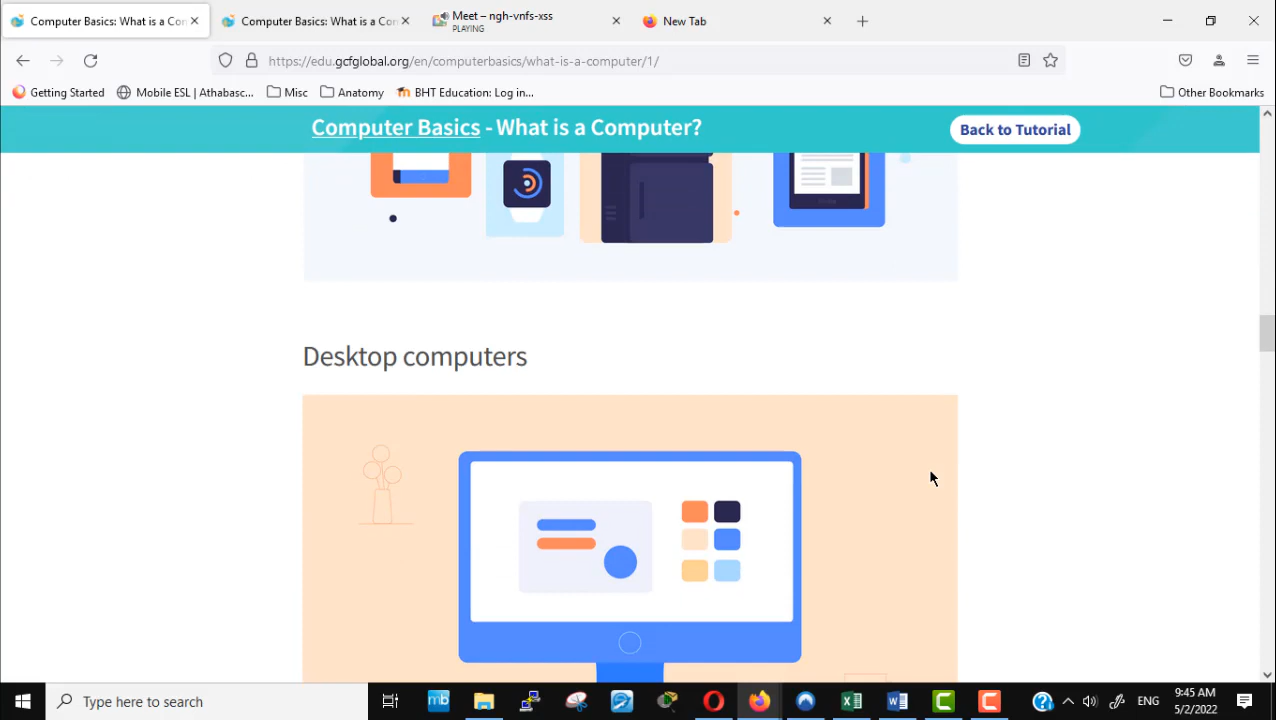 Computer Basics: What is a Con
Computer Basics: What is a Con
Meet – ngh-vnfs-xss
PLAYING
New Tab
https://edu.gcfglobal.org/en/computerbasics/what-is-a-computer/1/
Getting Started
Mobile ESL | Athabasc...
Misc
Anatomy
BHT Education: Log in...
Other Bookmarks
Computer Basics - What is a Computer?
Back to Tutorial
Desktop computers
Type here to search
mb
ENG
9:45 AM
5/2/2022